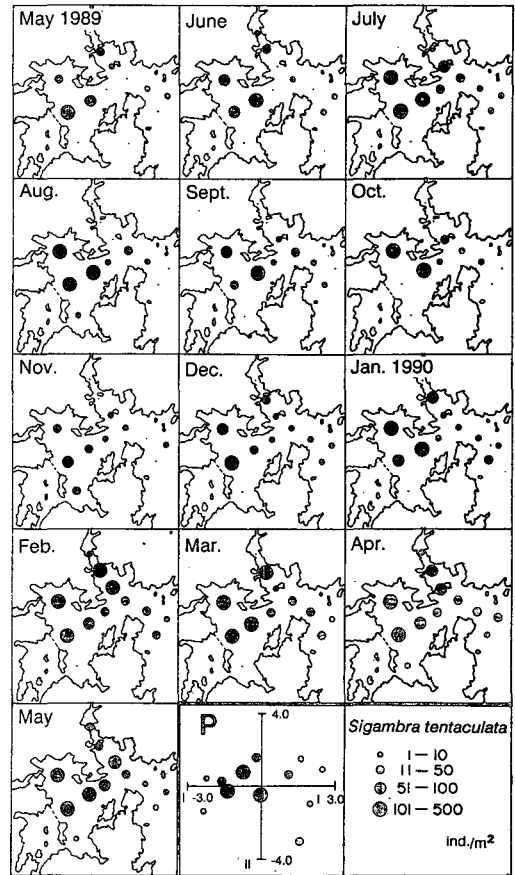 May 1989
June
July
Aug.
Sept.
Oct.
Nov.
Dec.
Jan. 1990
Feb.
Mar.
Apr.
May
P
4.0
I
-3.0
I
3.0
II
-4.0
Sigambra tentaculata
1 – 10
11 – 50
51 – 100
101 – 500
ind./m²